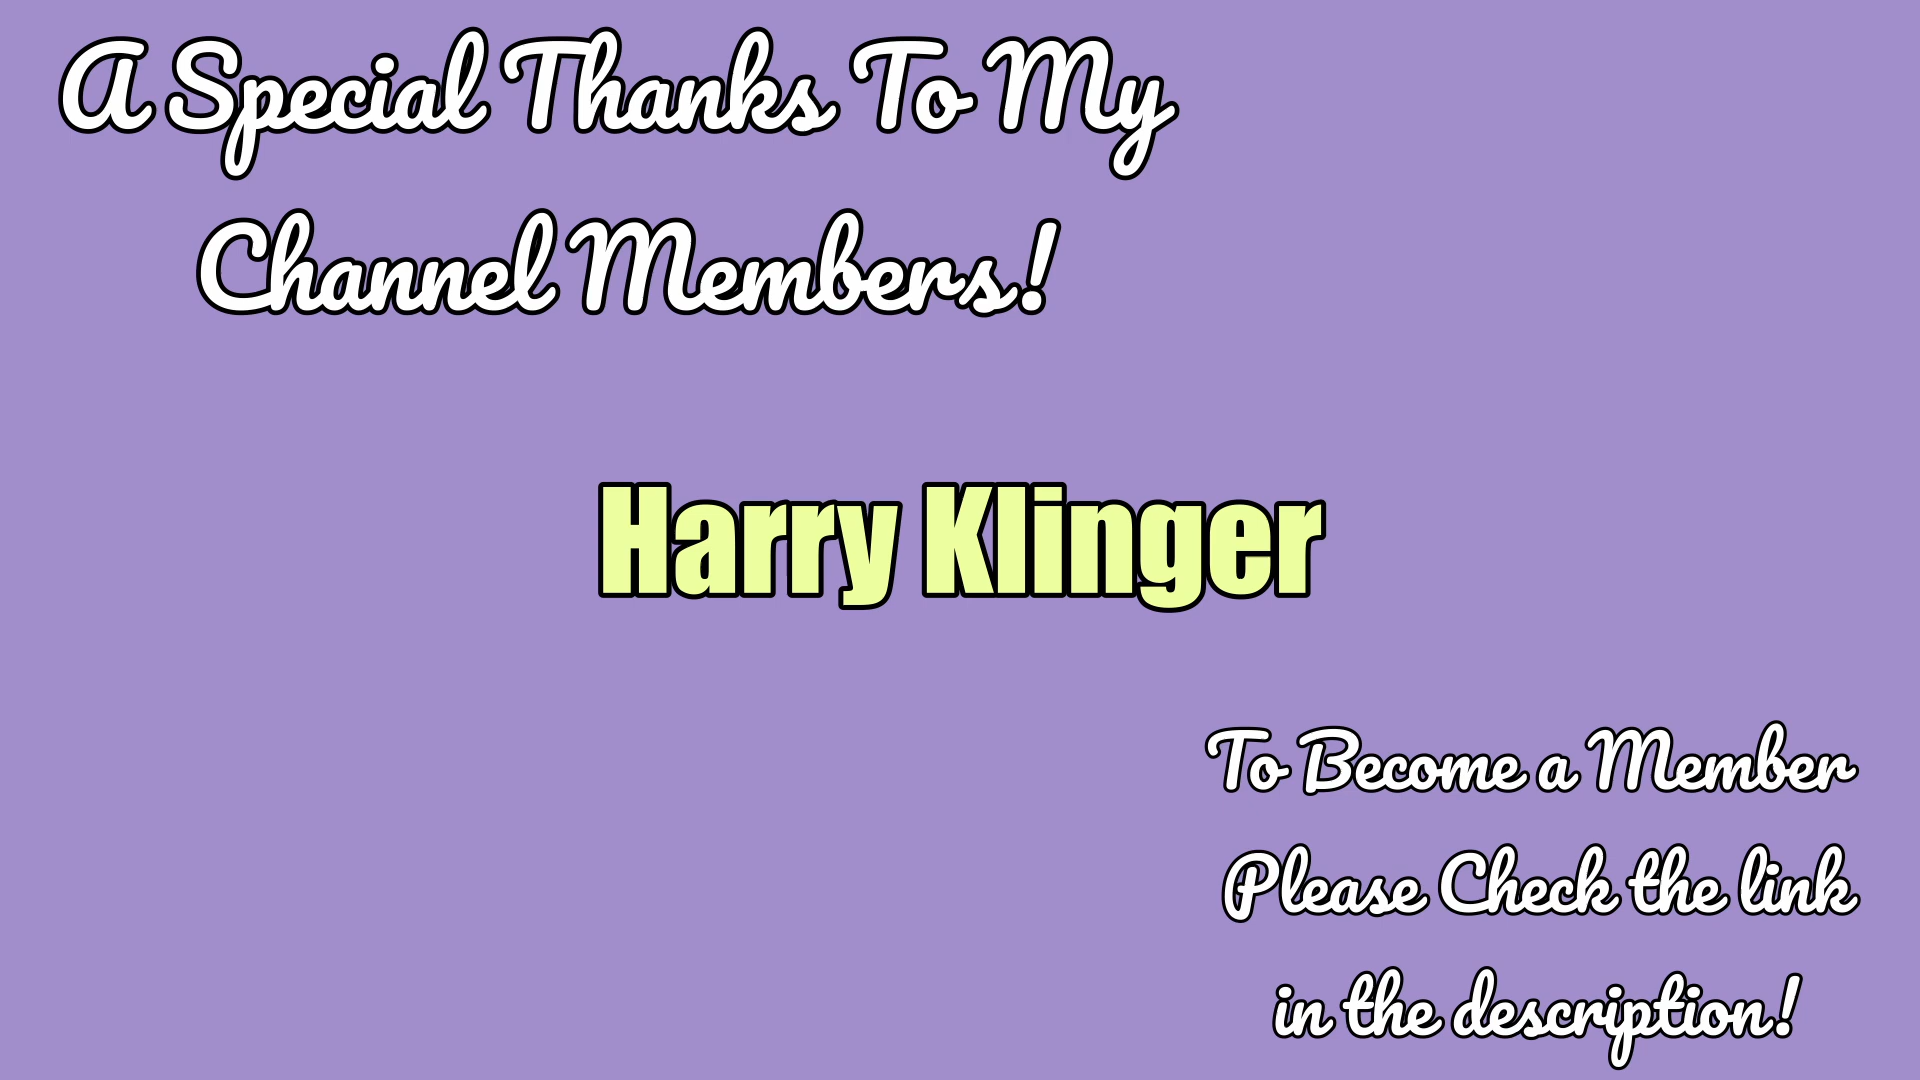 A Special Thanks To My
Channel Members!
Harry Klinger
To Become a Member
Please Check the link
in the description!